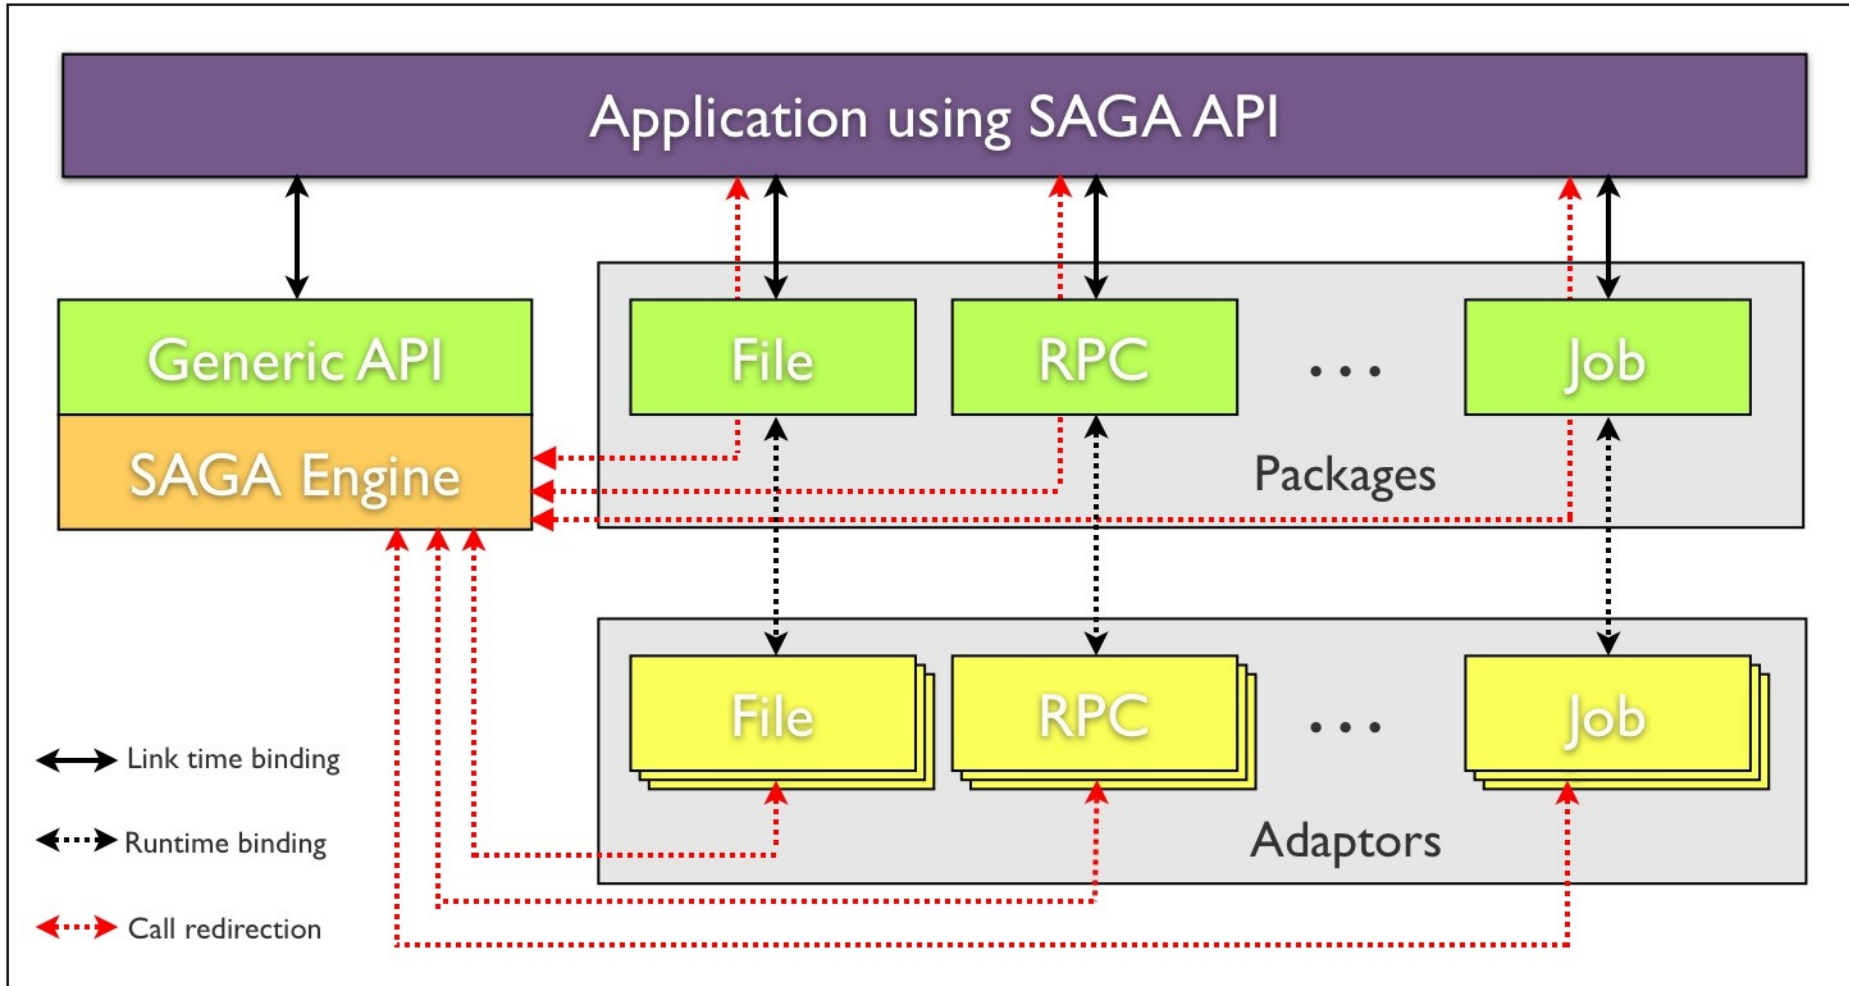 Application using SAGA API
Generic API
SAGA Engine
File
RPC
...
Job
Packages
File
RPC
...
Job
Adaptors
Link time binding
Runtime binding
Call redirection